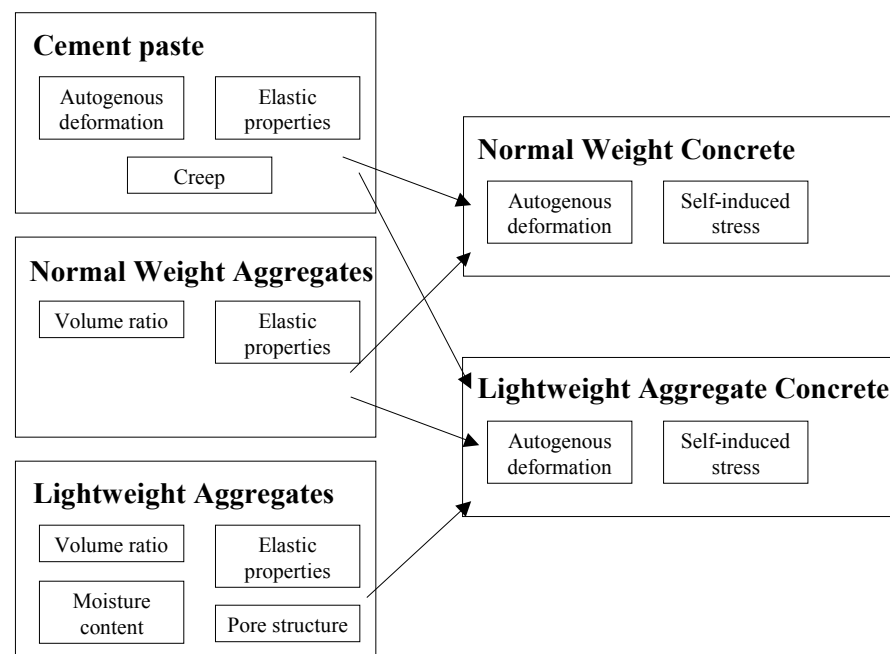 Cement paste
Autogenous
deformation
Elastic
properties
Creep
Normal Weight Aggregates
Volume ratio
Elastic
properties
Lightweight Aggregates
Volume ratio
Elastic
properties
Moisture
content
Pore structure
Normal Weight Concrete
Autogenous
deformation
Self-induced
stress
Lightweight Aggregate Concrete
Autogenous
deformation
Self-induced
stress